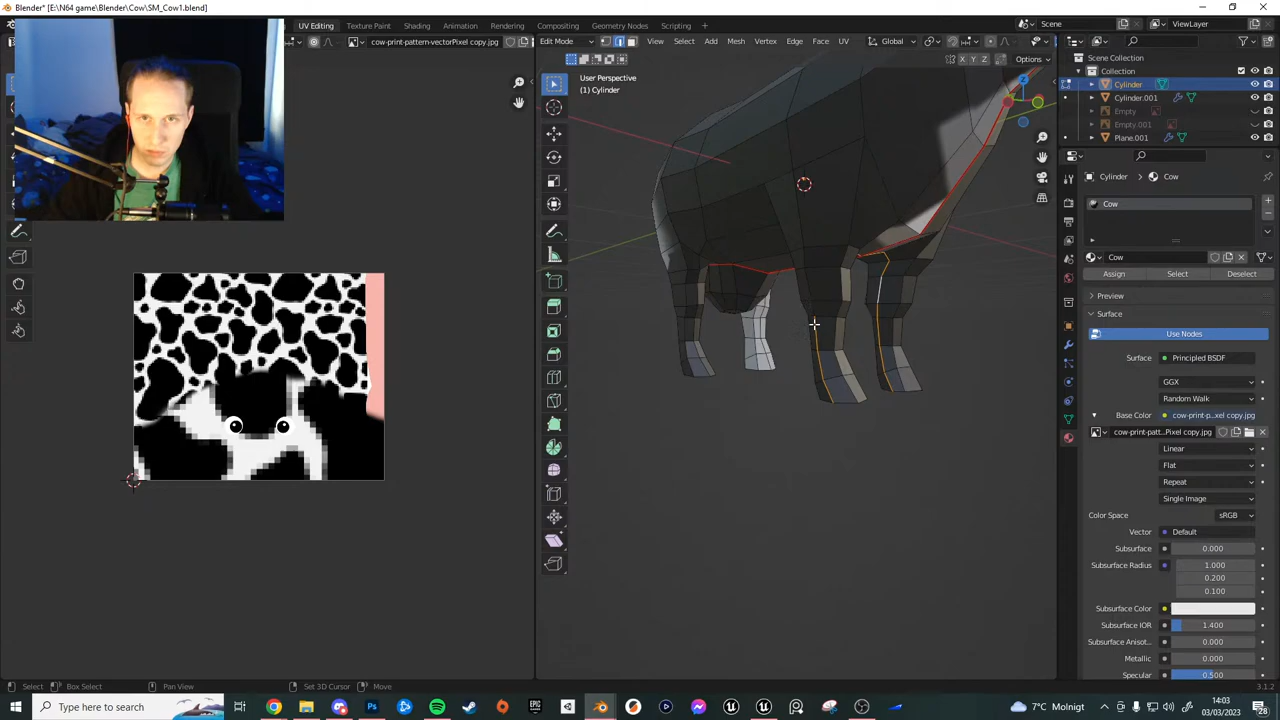 Blender* [E:\N64 game\Blender\Cow\SM_Cow1.blend]
UV Editing
Texture Paint
Shading
Animation
Rendering
Compositing
Geometry Nodes
Scripting
Scene
ViewLayer
cow-print-pattern-vectorPixel copy.jpg
Edit Mode
View
Select
Add
Mesh
Vertex
Edge
Face
UV
Global
X
Y
Z
Options
User Perspective
(1) Cylinder
Scene Collection
Collection
Cylinder
Cylinder.001
Empty
Empty.001
Plane.001
Cylinder
Cow
Cow
Cow
Assign
Select
Deselect
Preview
Surface
Use Nodes
Surface
Principled BSDF
GGX
Random Walk
Base Color
cow-print-p...xel copy.jpg
cow-print-patt...Pixel copy.jpg
Linear
Flat
Repeat
Single Image
Color Space
sRGB
Vector
Default
Subsurface
0.000
Subsurface Radius
1.000
0.200
0.100
Subsurface Color
Subsurface IOR
1.400
Subsurface Anisot...
0.000
Metallic
0.000
Specular
0.500
Select
Box Select
Pan View
Set 3D Cursor
Move
3.1.2
Type here to search
7°C Molnigt
14:03
03/03/2023